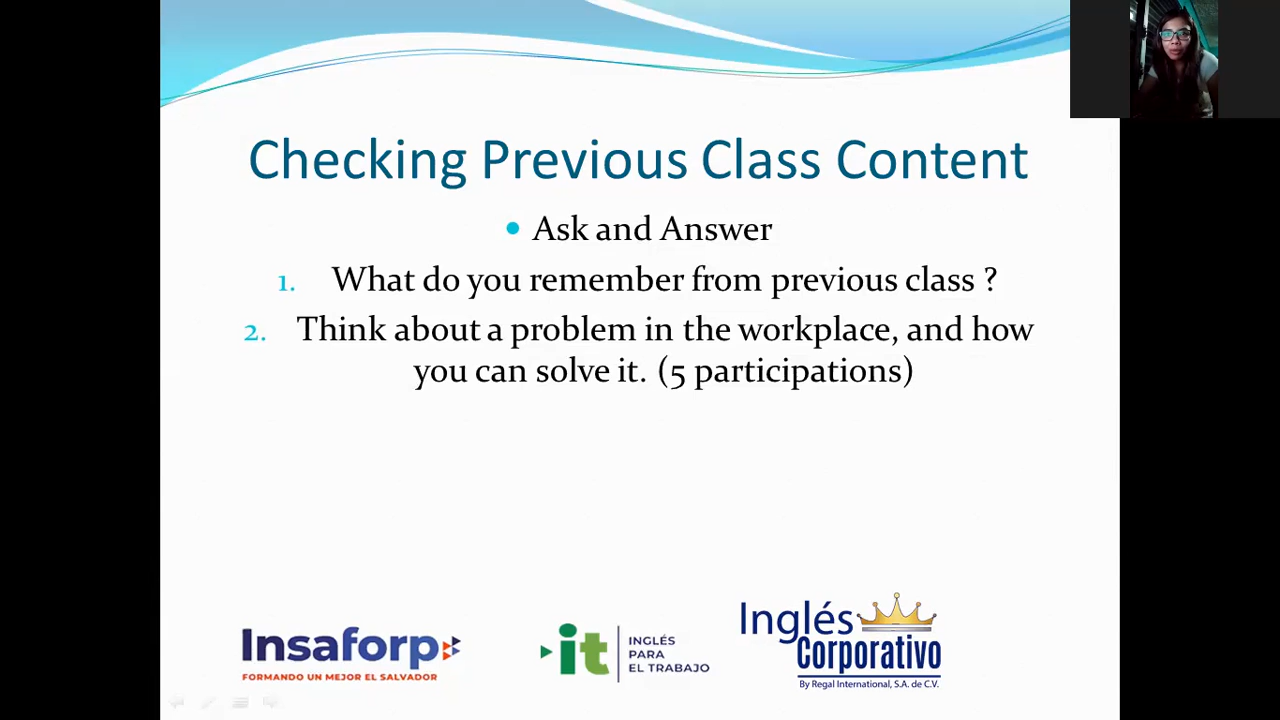 Checking Previous Class Content
• Ask and Answer
1. What do you remember from previous class ?
2. Think about a problem in the workplace, and how
you can solve it. (5 participations)
Insaforp
FORMANDO UN MEJOR EL SALVADOR
it
INGLÉS
PARA
EL TRABAJO
Inglés
Corporativo
By Regal International, S.A. de C.V.